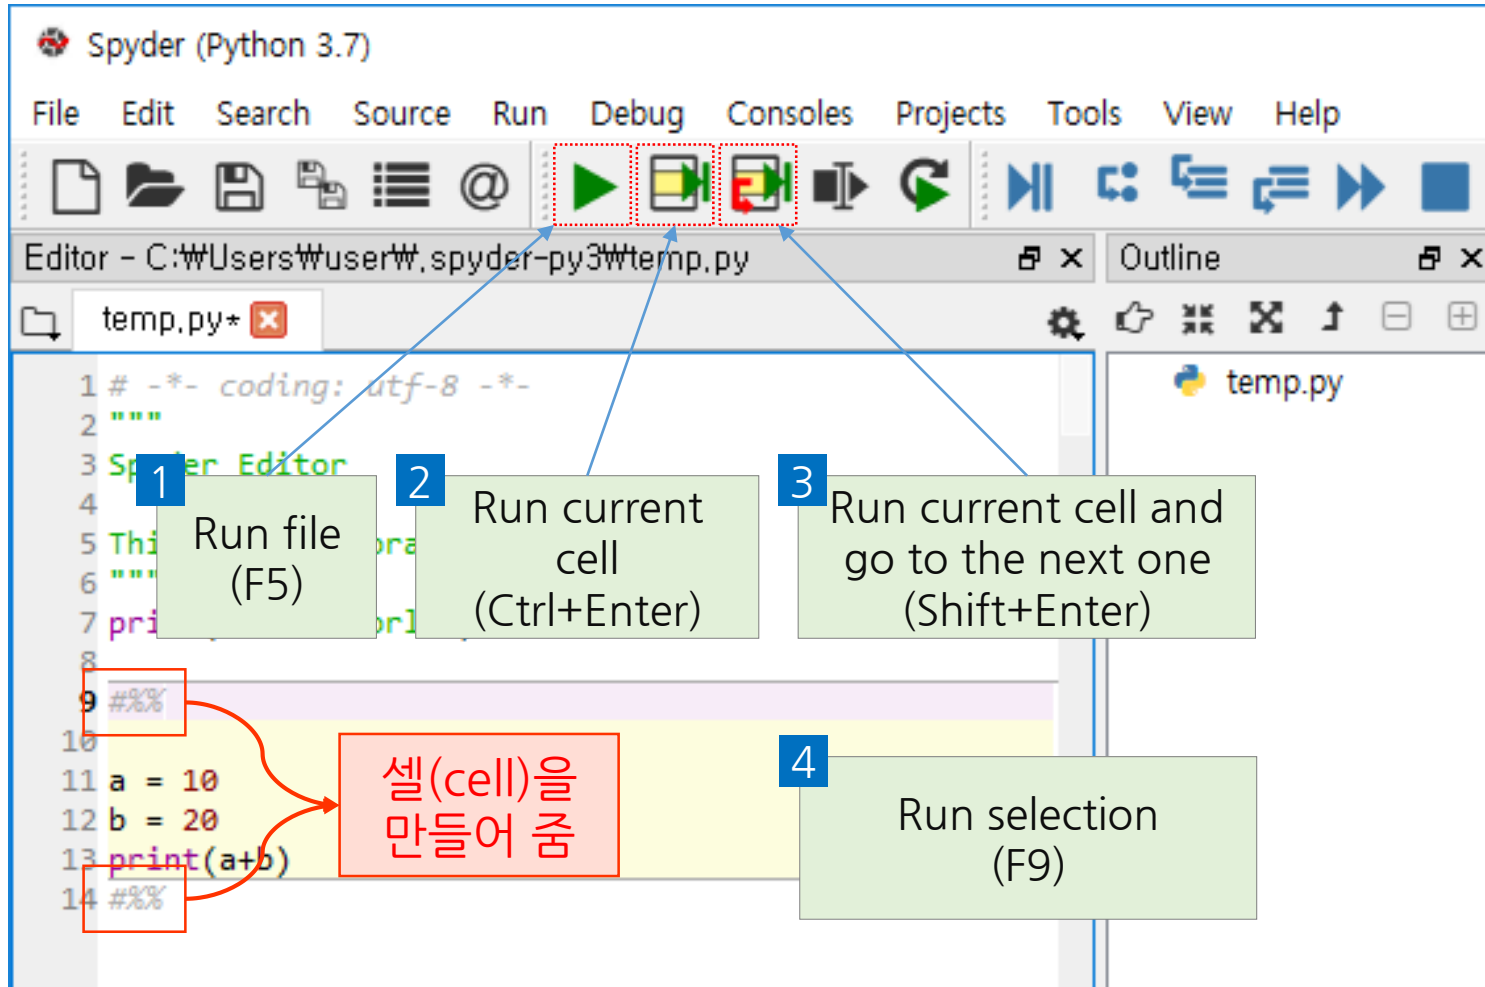 Spyder (Python 3.7)
File Edit Search Source Run Debug Consoles Projects Tools View Help
Editor - C:₩Users₩user₩.spyder-py3₩temp.py
Outline
temp.py*
temp.py
1 # -*- coding: utf-8 -*-
2 """
3 Spyder Editor
4
5
6 """
7
8
9 #%%
10
11 a = 10
12 b = 20
13 print(a+b)
14 #%%
1
Run file
(F5)
2
Run current
cell
(Ctrl+Enter)
3
Run current cell and
go to the next one
(Shift+Enter)
셀(cell)을
만들어 줌
4
Run selection
(F9)